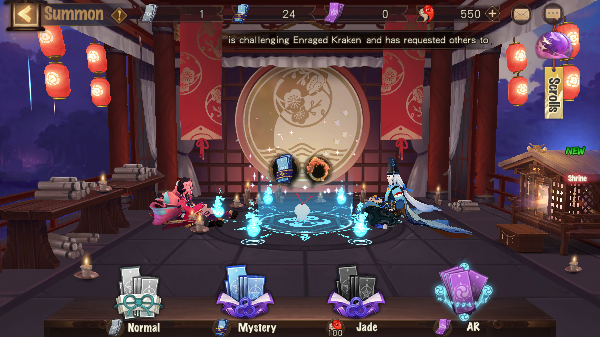 Summon
1
24
0
550
is challenging Enraged Kraken and has requested others to
Scrolls
NEW
Shrine
Normal
Mystery
100
Jade
AR